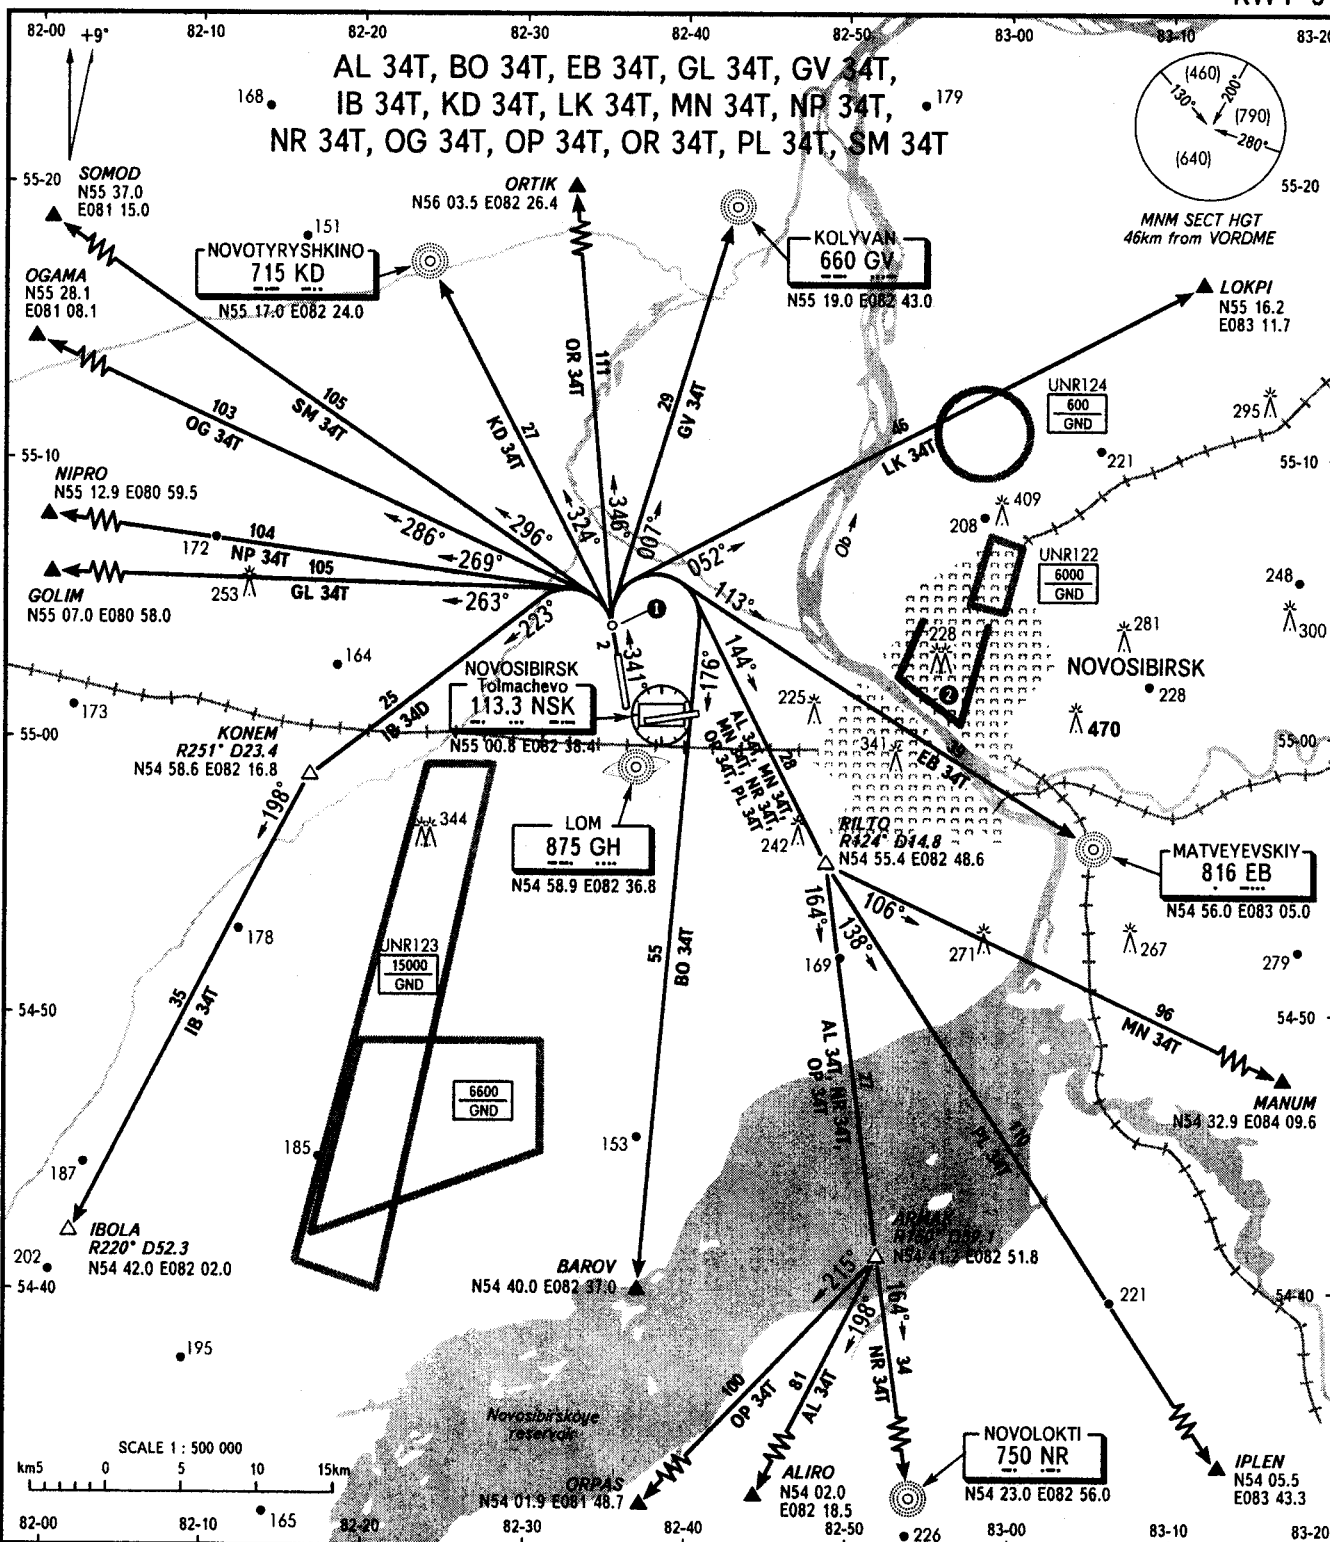 82-00 82-10 82-20 82-30 82-40 82-50 83-00 83-10 83-20
+9°
AL 34T, BO 34T, EB 34T, GL 34T, GV 34T,
IB 34T, KD 34T, LK 34T, MN 34T, NP 34T,
NR 34T, OG 34T, OP 34T, OR 34T, PL 34T, SM 34T
168
179
(460)
130°
200°
(790)
280°
(640)
MNM SECT HGT
46km from VORDME
55-20
55-20
SOMOD
N55 37.0
E081 15.0
ORTIK
N56 03.5 E082 26.4
151
NOVOTYRYSHKINO
715 KD
N55 17.0 E082 24.0
KOLYVAN
660 GV
N55 19.0 E082 43.0
OGAMA
N55 28.1
E081 08.1
LOKPI
N55 16.2
E083 11.7
103
OG 34T
105
SM 34T
27
KD 34T
111
OR 34T
29
GV 34T
46
LK 34T
UNR124
600
GND
295
221
55-10
55-10
NIPRO
N55 12.9 E080 59.5
172
104
NP 34T
105
GL 34T
253
GOLIM
N55 07.0 E080 58.0
286°
296°
324°
346°
007°
269°
263°
223°
052°
113°
Ob
409
208
UNR122
6000
GND
248
300
281
NOVOSIBIRSK
228
228
470
1
2
2
341°
176°
144°
164
173
25
IB 34D
NOVOSIBIRSK
Tolmachevo
113.3 NSK
N55 00.8 E082 38.4
225
341
EB 34T
55-00
55-00
KONEM
R251° D23.4
N54 58.6 E082 16.8
198°
344
LOM
875 GH
N54 58.9 E082 36.8
28
AL 34T, MN 34T,
MN 34T, NR 34T,
OR 34T, PL 34T
242
RILTO
R124° D14.8
N54 55.4 E082 48.6
MATVEYEVSKIY
816 EB
N54 56.0 E083 05.0
178
UNR123
15000
GND
55
BO 34T
164°
138°
106°
169
271
267
279
54-50
54-50
35
IB 34T
96
MN 34T
MANUM
N54 32.9 E084 09.6
6600
GND
27
AL 34T, NR 34T,
OP 34T
PL 34T
153
185
187
IBOLA
R220° D52.3
N54 42.0 E082 02.0
202
54-40
54-40
BAROV
N54 40.0 E082 37.0
ARMAK
E082 51.8
215°
198°
164°
221
195
100
OP 34T
81
AL 34T
34
NR 34T
Novosibirskoye
reservoir
SCALE 1 : 500 000
km5 0 5 10 15km
165
ORPAS
N54 01.9 E081 48.7
ALIRO
N54 02.0
E082 18.5
NOVOLOKTI
750 NR
N54 23.0 E082 56.0
226
IPLEN
N54 05.5
E083 43.3
82-00 82-10 82-20 82-30 82-40 82-50 83-00 83-10 83-20